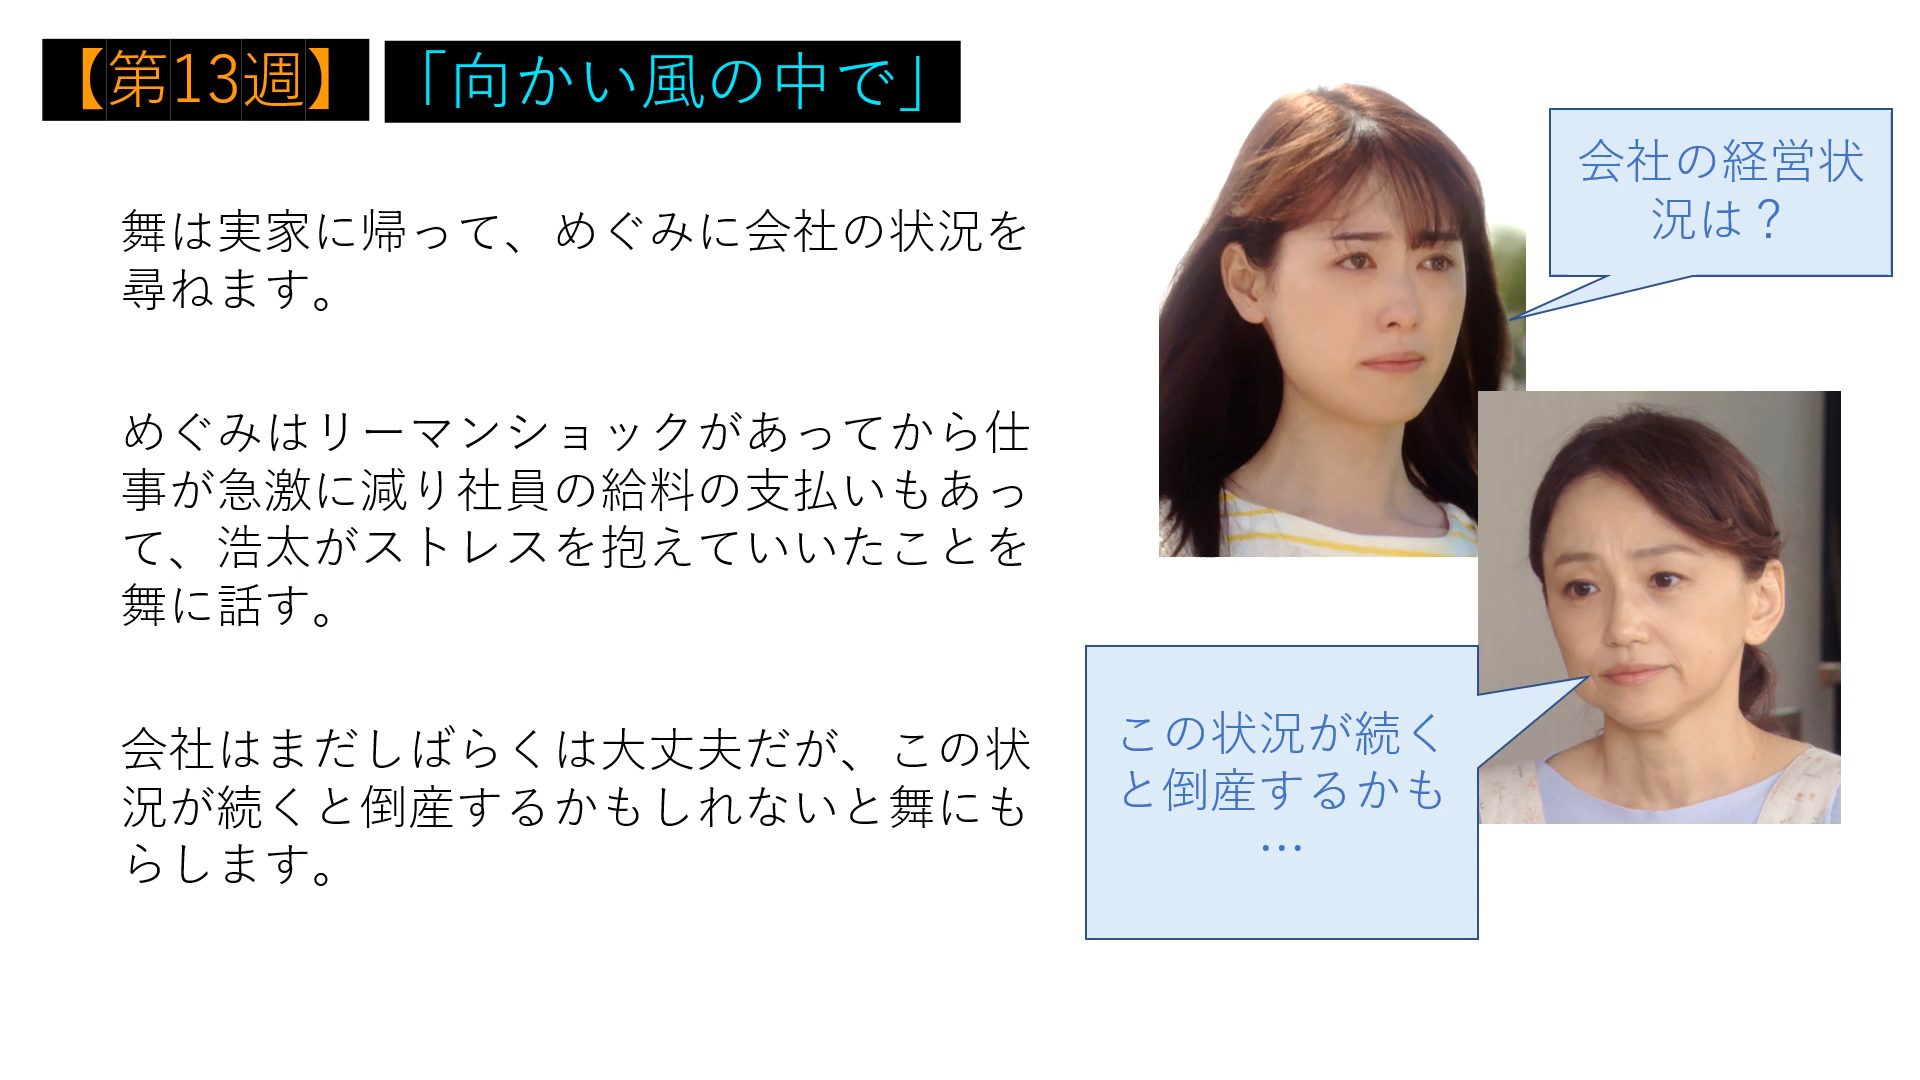 【第13週】「向かい風の中で」
舞は実家に帰って、めぐみに会社の状況を
尋ねます。
めぐみはリーマンショックがあってから仕
事が急激に減り社員の給料の支払いもあっ
て、浩太がストレスを抱えていいたことを
舞に話す。
会社はまだしばらくは大丈夫だが、この状
況が続くと倒産するかもしれないと舞にも
らします。
会社の経営状
況は？
この状況が続く
と倒産するかも
…